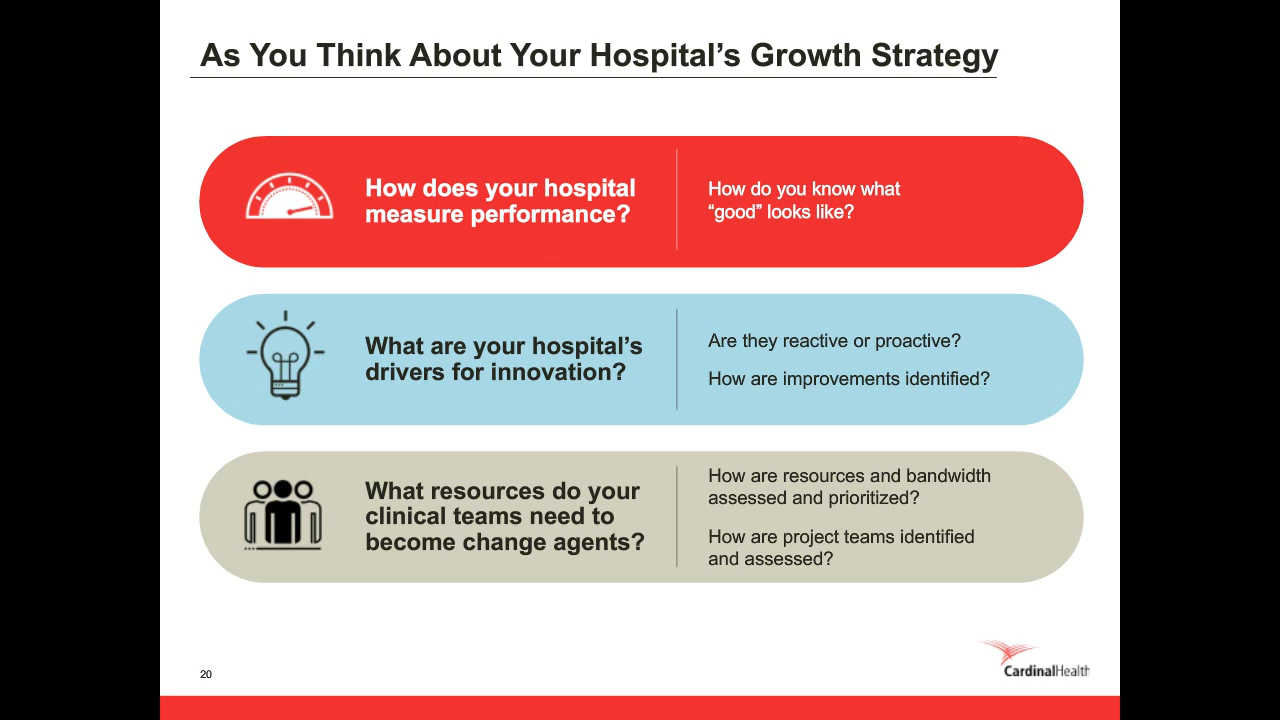 As You Think About Your Hospital’s Growth Strategy
How does your hospital
measure performance?
How do you know what
“good” looks like?
What are your hospital’s
drivers for innovation?
Are they reactive or proactive?
How are improvements identified?
What resources do your
clinical teams need to
become change agents?
How are resources and bandwidth
assessed and prioritized?
How are project teams identified
and assessed?
20
CardinalHealth